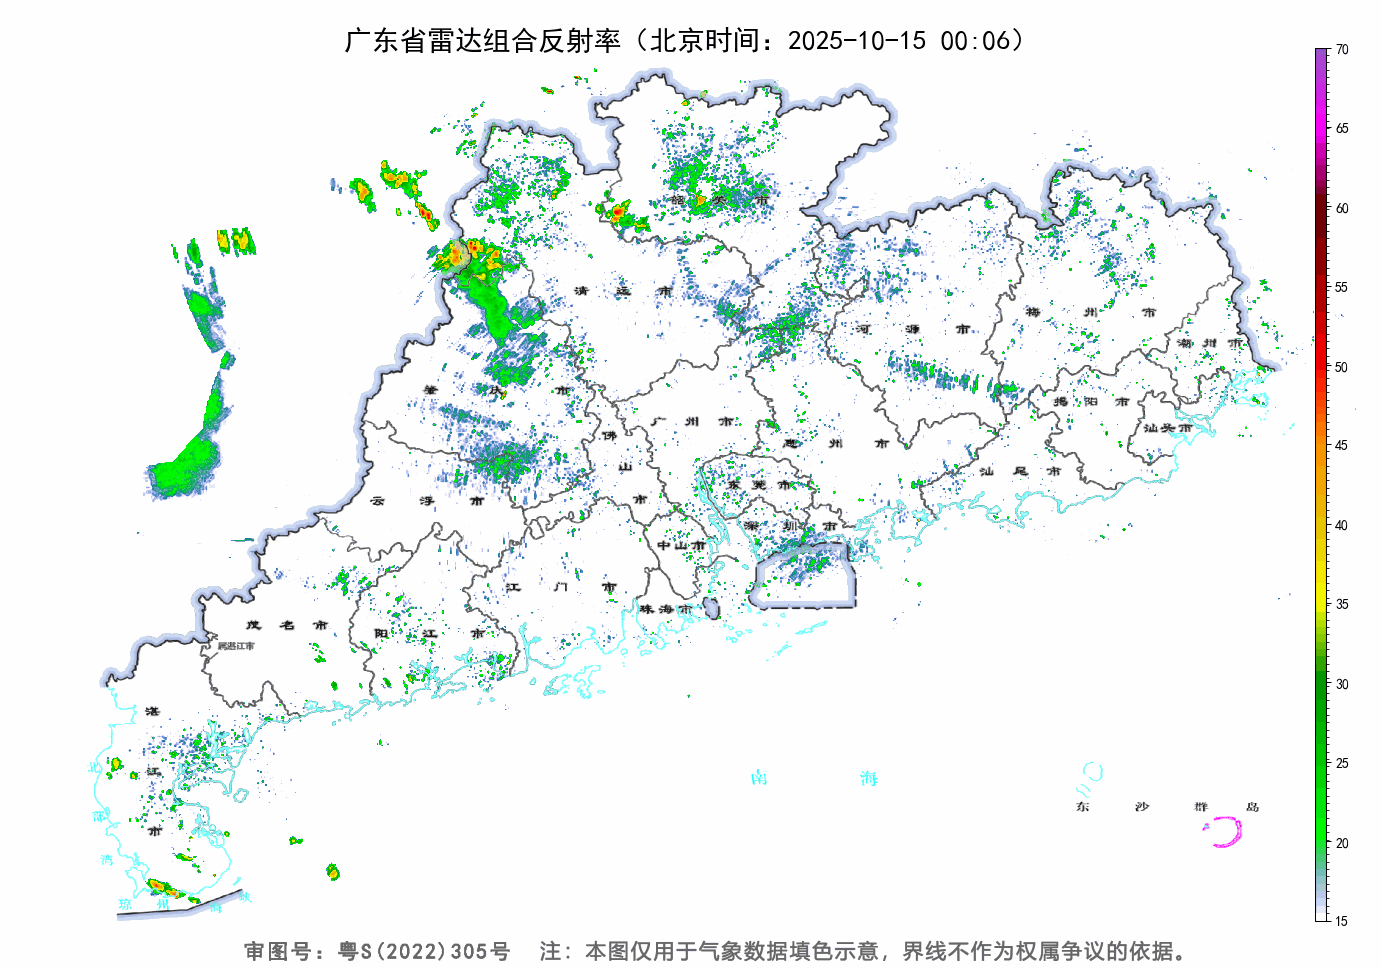 广东省雷达组合反射率（北京时间：2025-10-15 00:06）
70
65
60
55
50
45
40
35
30
25
20
15
韶关市
清远市
河源市
梅州市
潮州市
肇庆市
广州市
惠州市
揭阳市
汕头市
佛山市
东莞市
汕尾市
云浮市
深圳市
中山市
江门市
珠海市
茂名市
阳江市
属湛江市
湛江市
北部湾
琼州海峡
南海
东沙群岛
审图号：粤S(2022)305号 注：本图仅用于气象数据填色示意，界线不作为权属争议的依据。